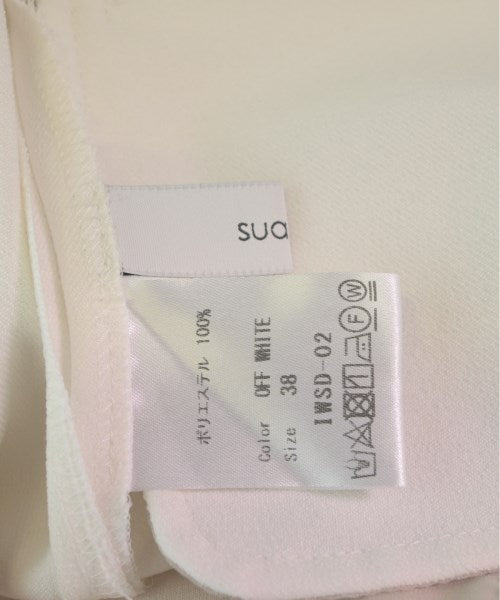 sua
ポリエステル 100%
Color OFF WHITE
Size 38
IWSD-02
F W